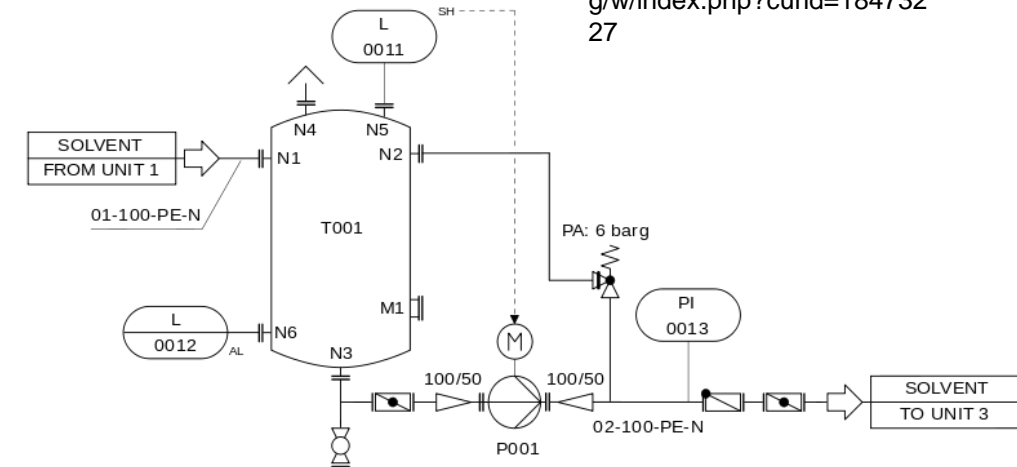 g/w/index.php?curid=184732
27
SH
L
0011
N4
N5
SOLVENT
FROM UNIT 1
N1
N2
01-100-PE-N
T001
PA: 6 barg
M1
PI
0013
L
0012
AL
N6
N3
M
100/50
100/50
SOLVENT
TO UNIT 3
02-100-PE-N
P001